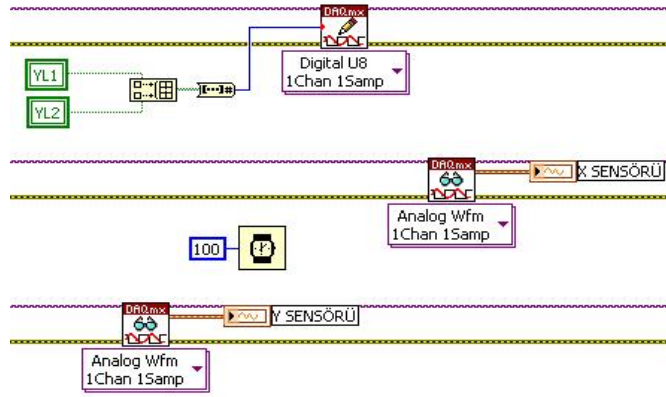 DAQmx
Digital U8
1Chan 1Samp
YL1
YL2
DAQmx
X SENSÖRÜ
Analog Wfm
1Chan 1Samp
100
DAQmx
Y SENSÖRÜ
Analog Wfm
1Chan 1Samp